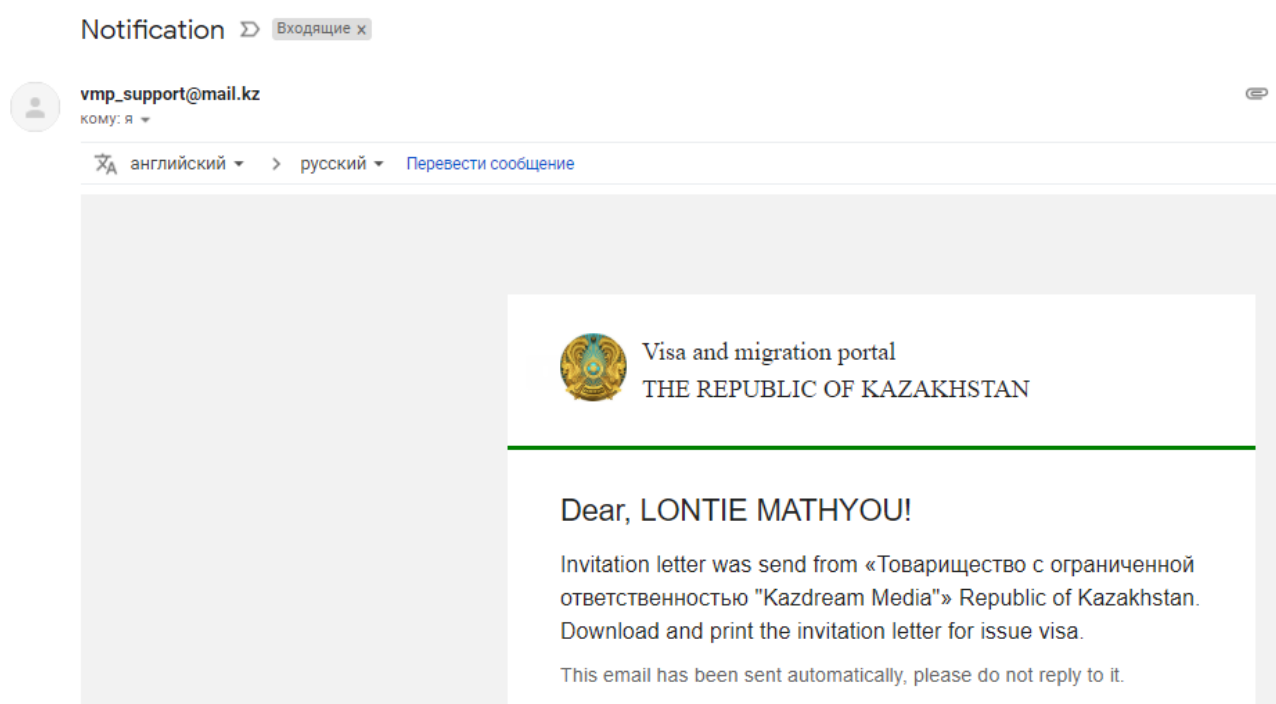 Notification Входящие x
vmp_support@mail.kz
кому: я
английский > русский Перевести сообщение
Visa and migration portal
THE REPUBLIC OF KAZAKHSTAN
Dear, LONTIE MATHYOU!
Invitation letter was send from «Товарищество с ограниченной
ответственностью "Kazdream Media"» Republic of Kazakhstan.
Download and print the invitation letter for issue visa.
This email has been sent automatically, please do not reply to it.